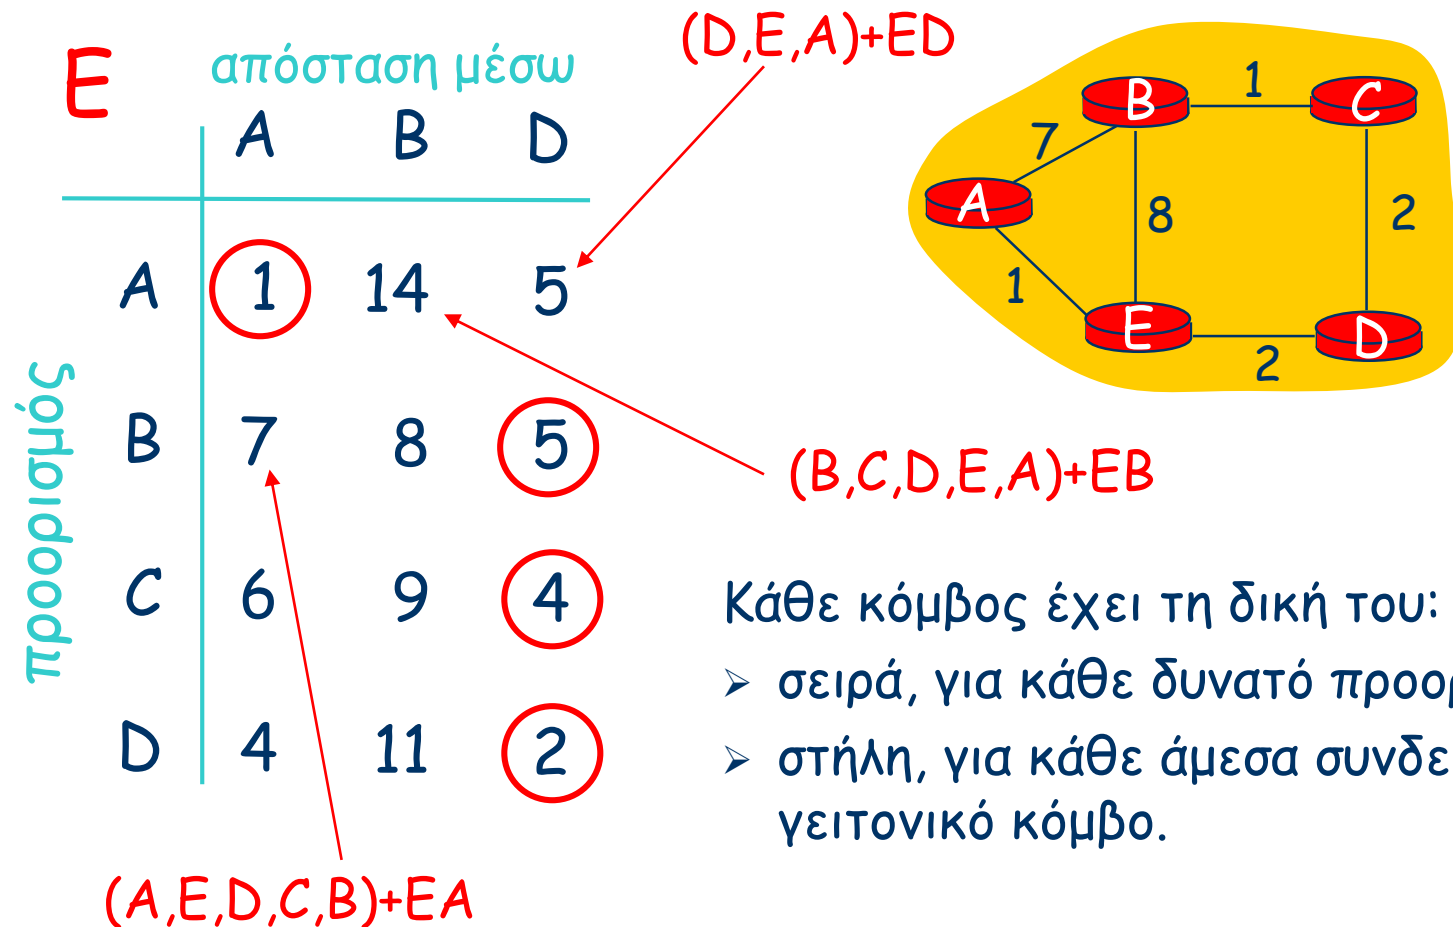 E
απόσταση μέσω
A B D
A 1 14 5
B 7 8 5
C 6 9 4
D 4 11 2
προορισμός
(D,E,A)+ED
(B,C,D,E,A)+EB
(A,E,D,C,B)+EA
B 1 C
7
A 8 2
1
E 2 D
Κάθε κόμβος έχει τη δική του:
➢ σειρά, για κάθε δυνατό
➢ στήλη, για κάθε άμεσα
γειτονικό κόμβο.